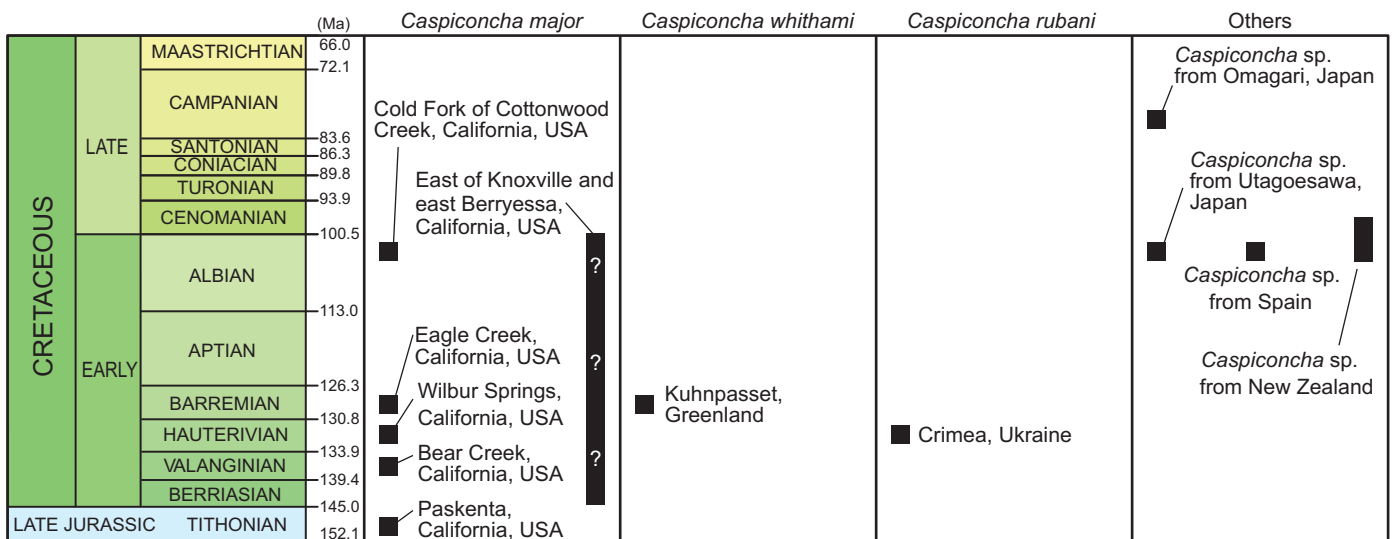 (Ma)
Caspiconcha major
Caspiconcha whithami
Caspiconcha rubani
Others
CRETACEOUS
LATE
EARLY
MAASTRICHTIAN
CAMPANIAN
SANTONIAN
CONIACIAN
TURONIAN
CENOMANIAN
ALBIAN
APTIAN
BARREMIAN
HAUTERIVIAN
VALANGINIAN
BERRIASIAN
LATE JURASSIC
TITHONIAN
66.0
72.1
83.6
86.3
89.8
93.9
100.5
113.0
126.3
130.8
133.9
139.4
145.0
152.1
Cold Fork of Cottonwood
Creek, California, USA
East of Knoxville and
east Berryessa,
California, USA
?
?
?
Eagle Creek,
California, USA
Wilbur Springs,
California, USA
Bear Creek,
California, USA
Paskenta,
California, USA
Kuhnpasset,
Greenland
Crimea, Ukraine
Caspiconcha sp.
from Omagari, Japan
Caspiconcha sp.
from Utagoesawa,
Japan
Caspiconcha sp.
from Spain
Caspiconcha sp.
from New Zealand